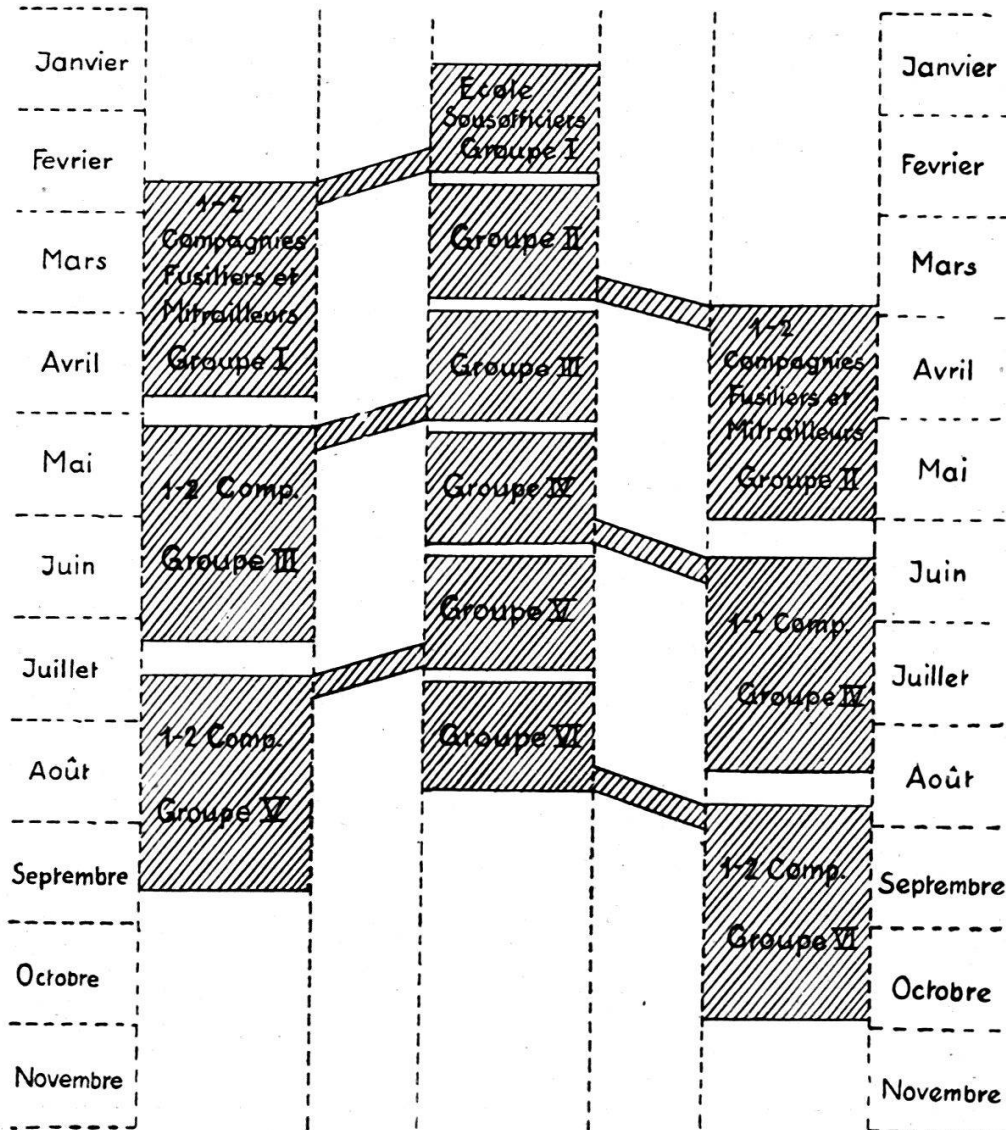 Janvier
Février
Mars
Avril
Mai
Juin
Juillet
Août
Septembre
Octobre
Novembre
1-2
Compagnies
Fusiliers et
Mitrailleurs
Groupe I
1-2 Comp.
Groupe III
1-2 Comp.
Groupe V
Ecole
Sousofficiers
Groupe I
Groupe II
Groupe III
Groupe IV
Groupe V
Groupe VI
1-2
Compagnies
Fusiliers et
Mitrailleurs
Groupe II
1-2 Comp.
Groupe IV
1-2 Comp.
Groupe VI
Janvier
Fevrier
Mars
Avril
Mai
Juin
Juillet
Août
Septembre
Octobre
Novembre